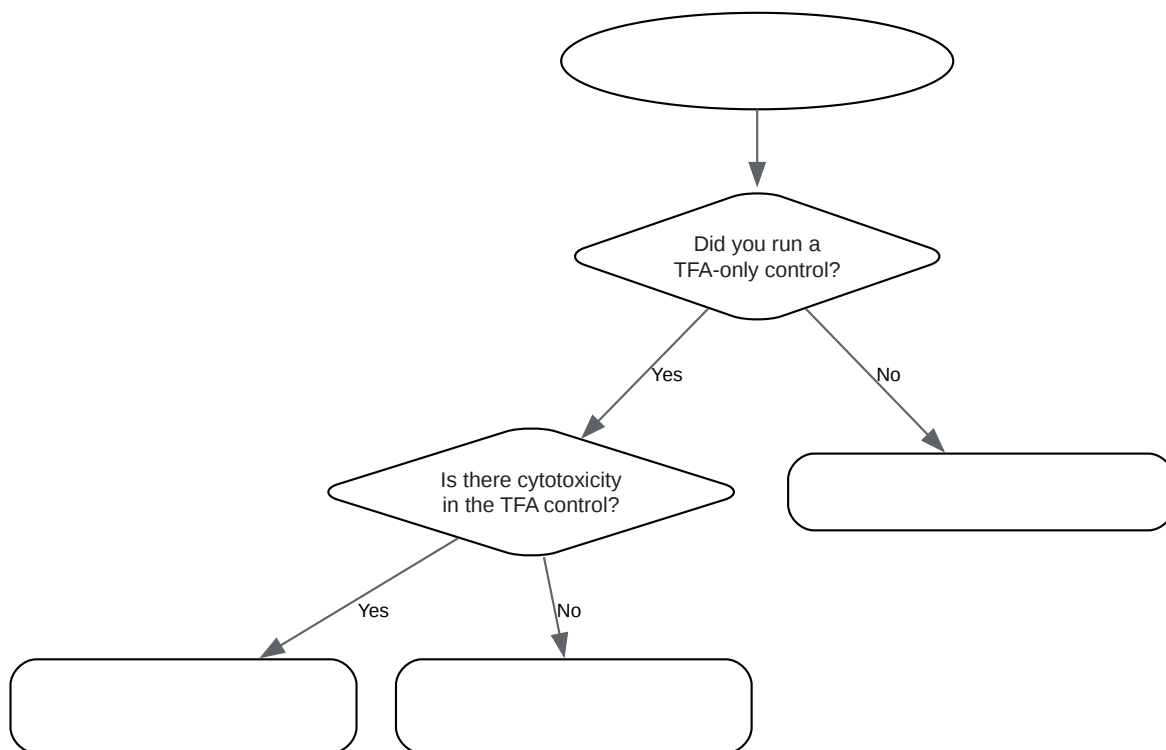 Did you run a
TFA-only control?
Yes
No
Is there cytotoxicity
in the TFA control?
Yes
No